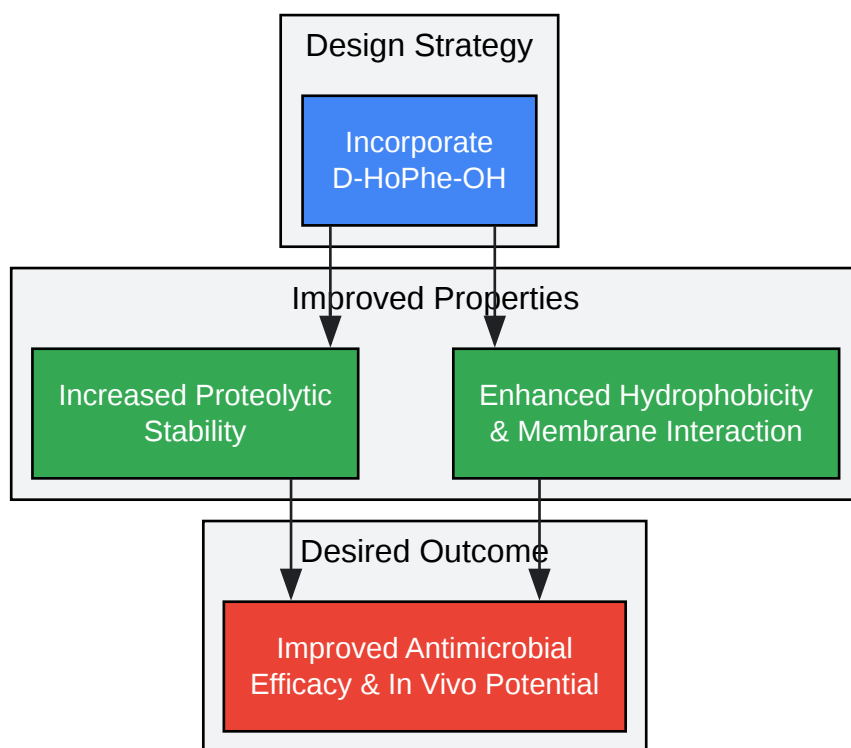 Design Strategy
Incorporate
D-HoPhe-OH
Improved Properties
Increased Proteolytic
Stability
Enhanced Hydrophobicity
& Membrane Interaction
Desired Outcome
Improved Antimicrobial
Efficacy & In Vivo Potential